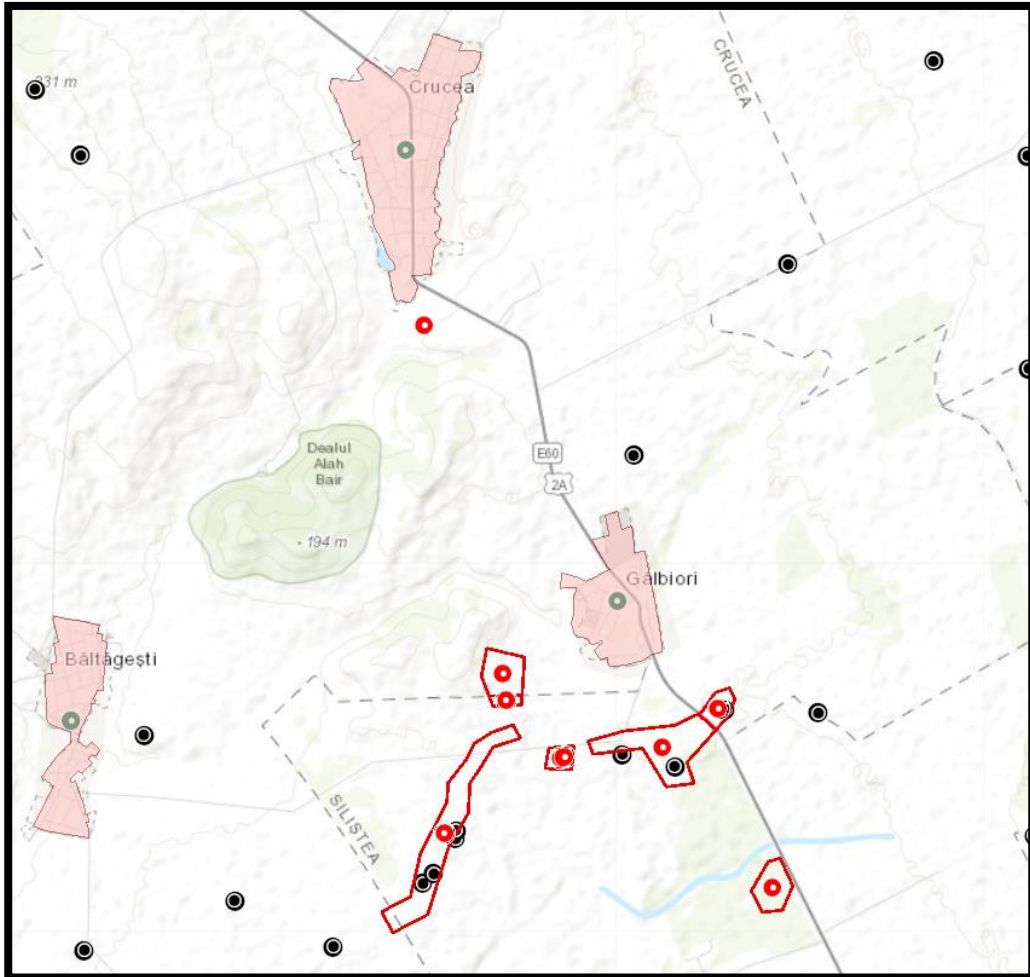 Crucea
231 m
CRUCEA
Dealul
Alah
Bair
E60
2A
194 m
Gălbiori
Băltăgești
SILIȘTEA